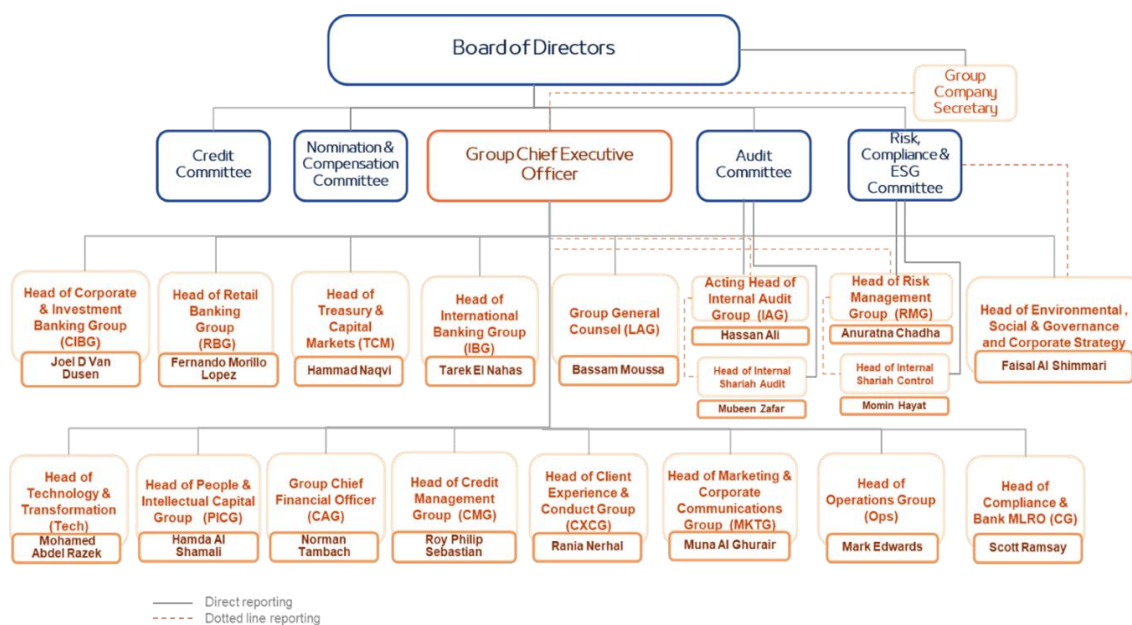 Board of Directors
Group
Company
Secretary
Credit
Committee
Nomination &
Compensation
Committee
Group Chief Executive
Officer
Audit
Committee
Risk,
Compliance &
ESG
Committee
Head of Corporate
& Investment
Banking Group
(CIBG)
Joel D Van
Dusen
Head of Retail
Banking
Group
(RBG)
Fernando Morillo
Lopez
Head of
Treasury &
Capital
Markets (TCM)
Hammad Naqvi
Head of
International
Banking Group
(IBG)
Tarek El Nahas
Group General
Counsel (LAG)
Bassam Moussa
Acting Head of
Internal Audit
Group (IAG)
Hassan Ali
Head of Internal
Shariah Audit
Mubeen Zafar
Head of Risk
Management
Group (RMG)
Anuratna Chadha
Head of Internal
Shariah Control
Momin Hayat
Head of Environmental ,
Social & Governance
and Corporate Strategy
Faisal Al Shimmari
Head of
Technology &
Transformation
(Tech)
Mohamed
Abdel Razek
Head of People &
Intellectual Capital
Group (PICG)
Hamda Al
Shamali
Group Chief
Financial Officer
(CAG)
Norman
Tambach
Head of Credit
Management
Group (CMG)
Roy Philip
Sebastian
Head of Client
Experience &
Conduct Group
(CXCG)
Rania Nerhal
Head of Marketing &
Corporate
Communications
Group (MKTG)
Muna Al Ghurair
Head of
Operations Group
(Ops)
Mark Edwards
Head of
Compliance &
Bank MLRO (CG)
Scott Ramsay
Direct reporting
Dotted line reporting